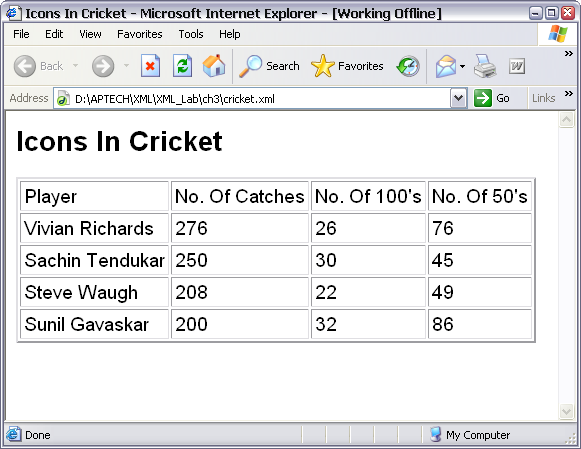 Icons In Cricket - Microsoft Internet Explorer - [Working Offline]
File Edit View Favorites Tools Help
Back Search Favorites
Address D:\APTECH\XML\XML_Lab\ch3\cricket.xml Go Links
Icons In Cricket
Player No. Of Catches No. Of 100's No. Of 50's
Vivian Richards 276 26 76
Sachin Tendukar 250 30 45
Steve Waugh 208 22 49
Sunil Gavaskar 200 32 86
Done My Computer